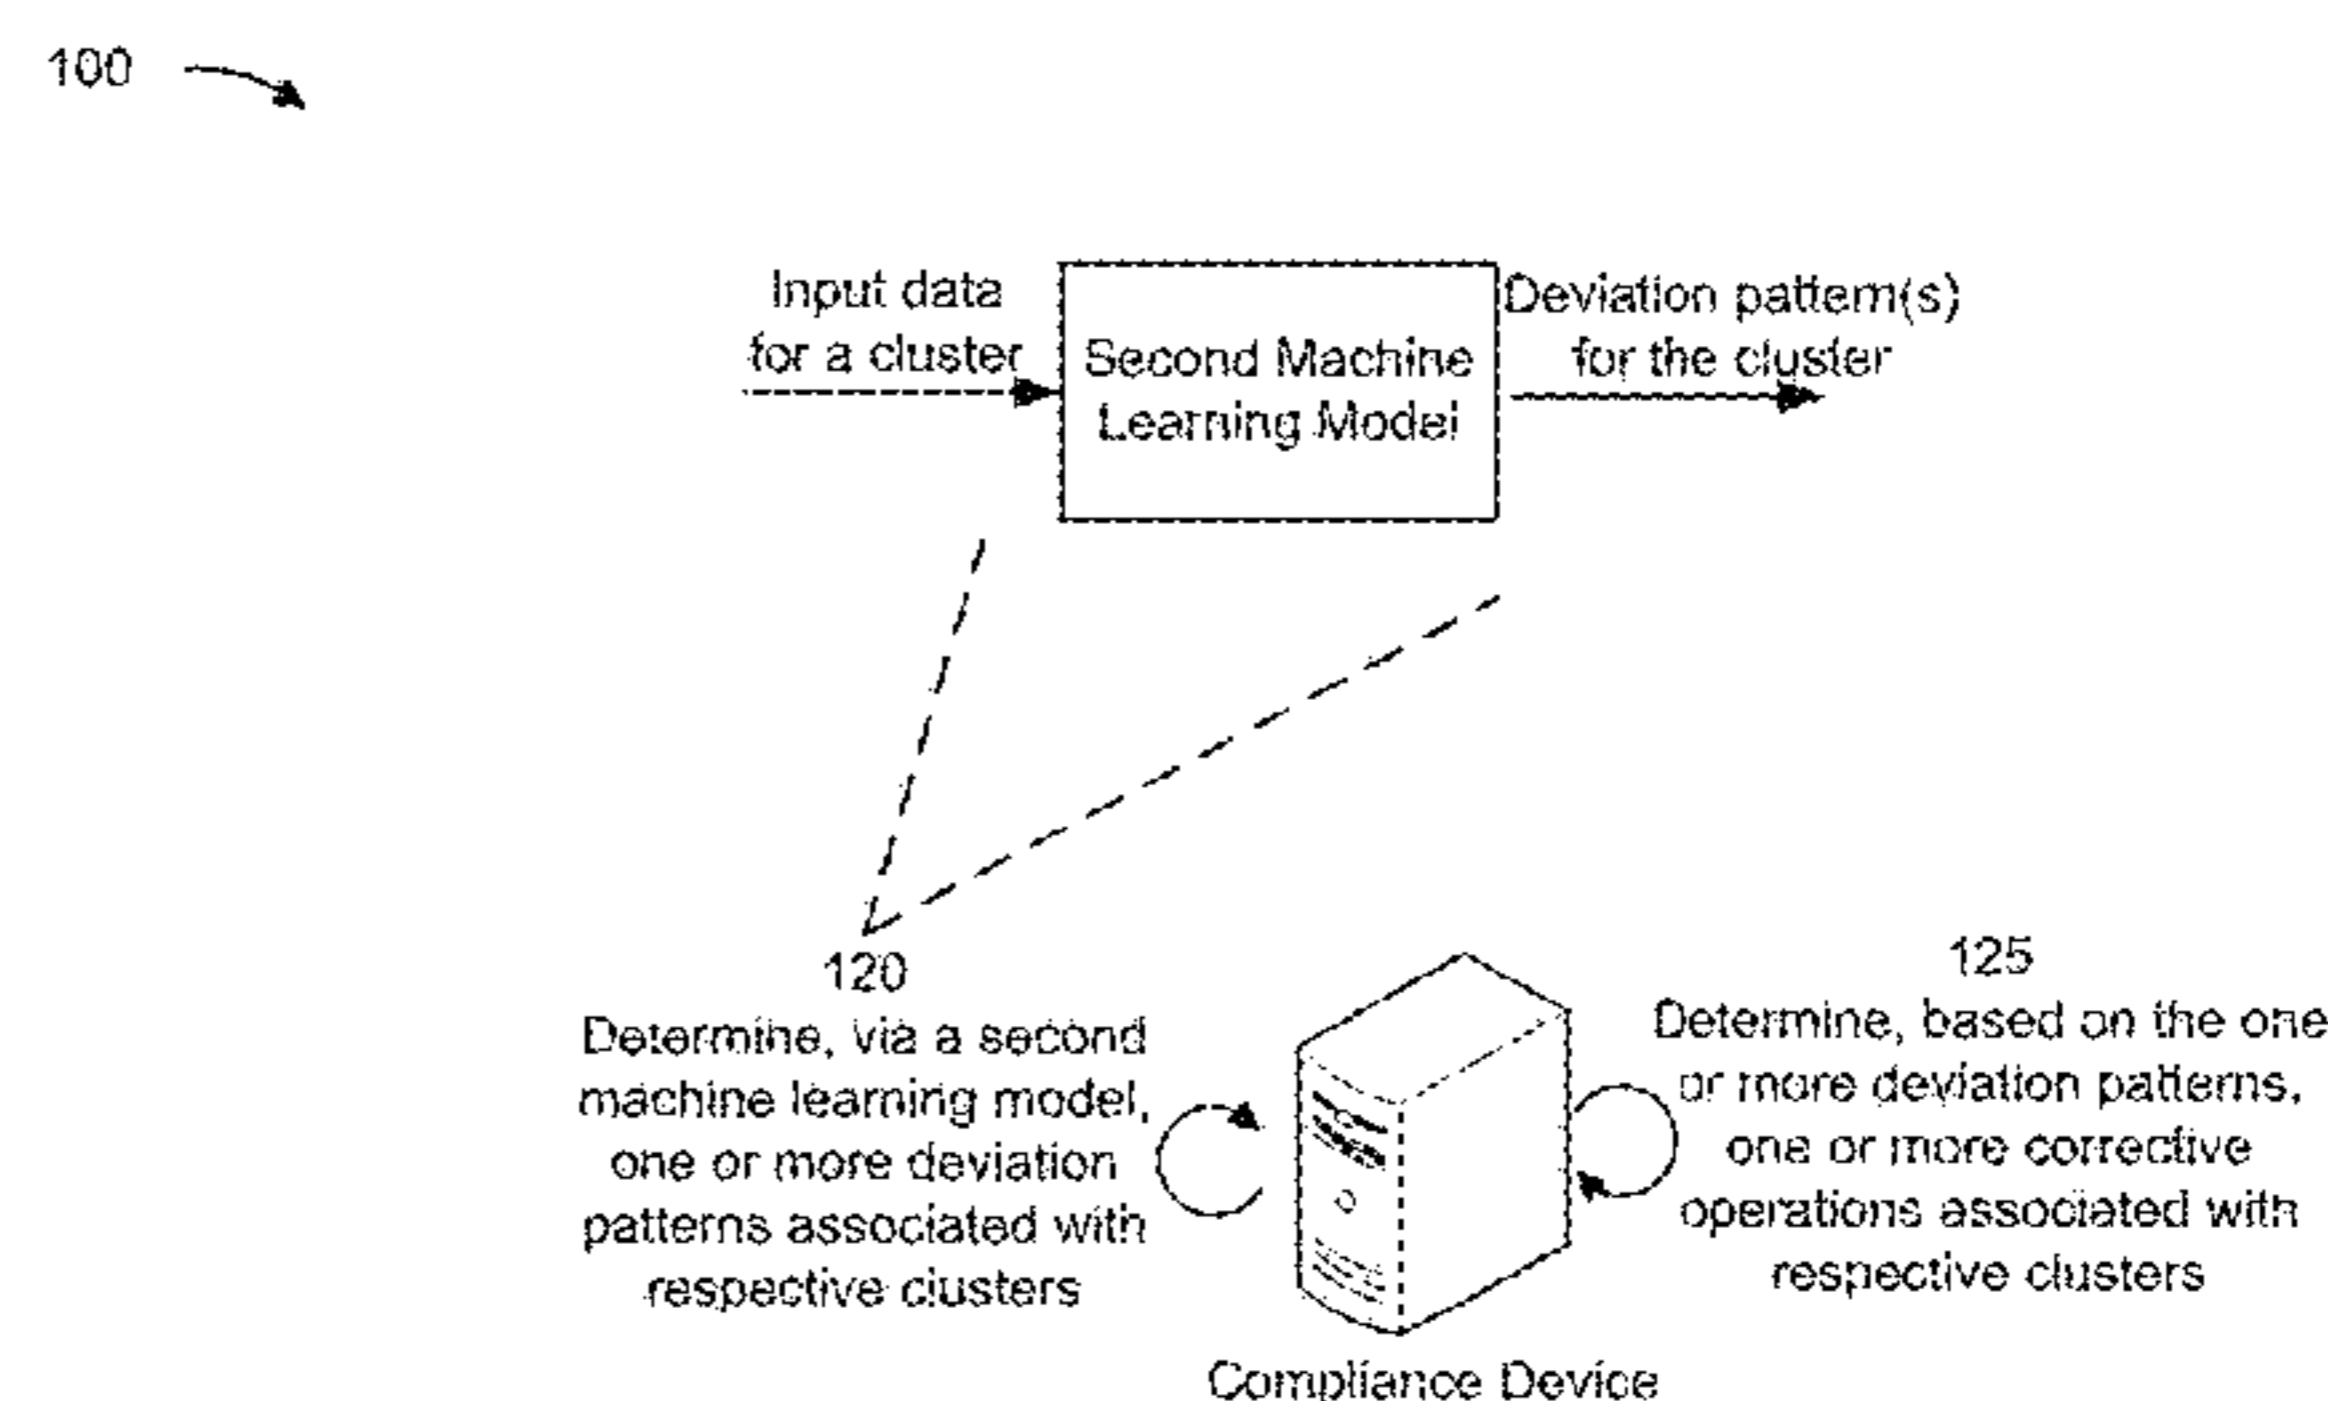 100
Input data
for a cluster
Second Machine
Learning Model
Deviation pattern(s)
for the cluster
120
Determine, via a second
machine learning model,
one or more deviation
patterns associated with
respective clusters
125
Determine, based on the one
or more deviation patterns,
one or more corrective
operations associated with
respective clusters
Compliance Device